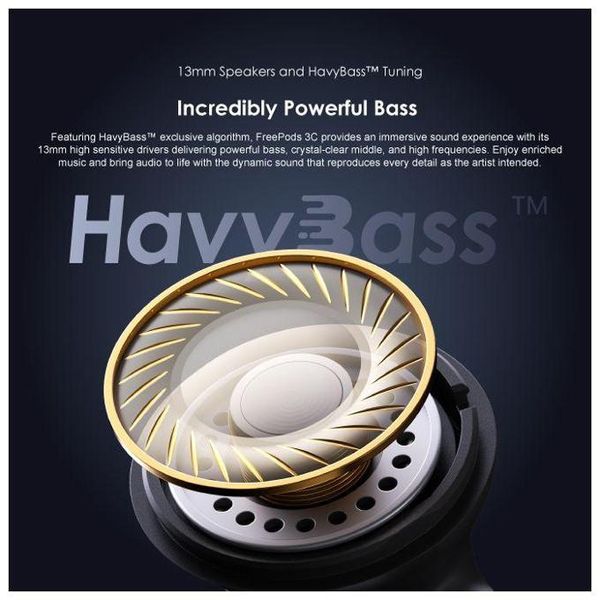 13mm Speakers and HavyBass™ Tuning
Incredibly Powerful Bass
Featuring HavyBass™ exclusive algorithm, FreePods 3C provides an immersive sound experience with its
13mm high sensitive drivers delivering powerful bass, crystal-clear middle, and high frequencies. Enjoy enriched
music and bring audio to life with the dynamic sound that reproduces every detail as the artist intended.
HavyBass™